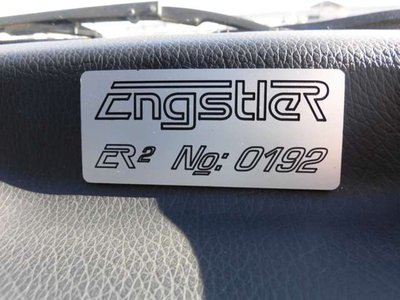 EngstleR
ER² No: 0192